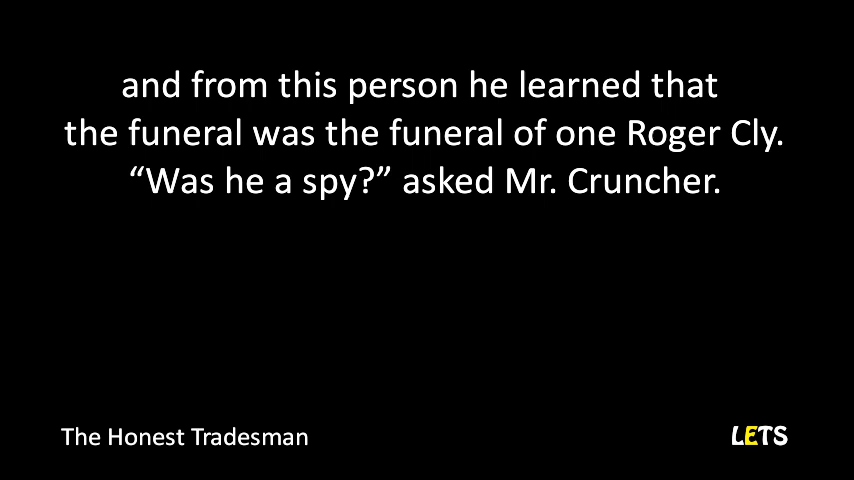 and from this person he learned that
the funeral was the funeral of one Roger Cly.
“Was he a spy?” asked Mr. Cruncher.
The Honest Tradesman
LETS